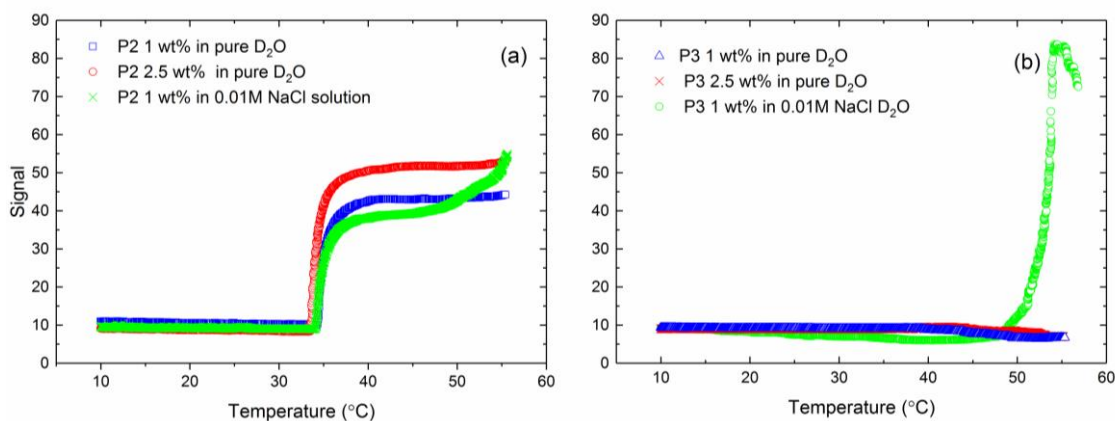 90
80
70
60
50
40
30
20
10
0
Signal
P2 1 wt% in pure D₂O
P2 2.5 wt% in pure D₂O
P2 1 wt% in 0.01M NaCl solution
(a)
10 20 30 40 50 60
Temperature (°C)
90
80
70
60
50
40
30
20
10
0
P3 1 wt% in pure D₂O
P3 2.5 wt% in pure D₂O
P3 1 wt% in 0.01M NaCl D₂O
(b)
10 20 30 40 50 60
Temperature (°C)